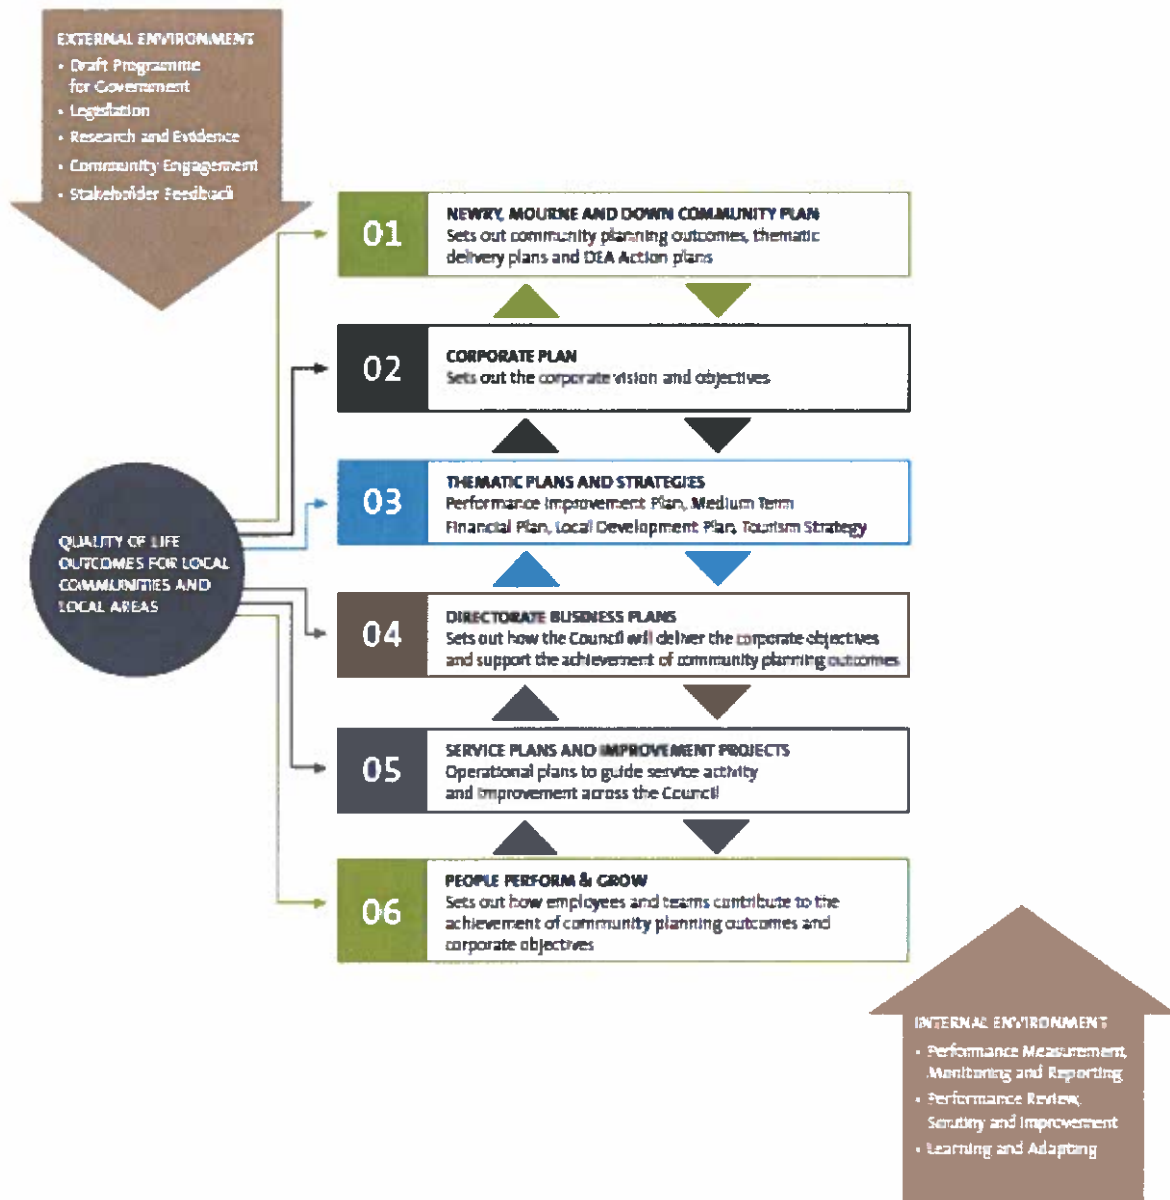 EXTERNAL ENVIRONMENT
• Draft Programme
for Government
• Legislation
• Research and Evidence
• Community Engagement
• Stakeholder Feedback
01
NEWRY, MOURNE AND DOWN COMMUNITY PLAN
Sets out community planning outcomes, thematic
delivery plans and DEA Action plans
02
CORPORATE PLAN
Sets out the corporate vision and objectives
03
THEMATIC PLANS AND STRATEGIES
Performance Improvement Plan, Medium Term
Financial Plan, Local Development Plan, Tourism Strategy
QUALITY OF LIFE
OUTCOMES FOR LOCAL
COMMUNITIES AND
LOCAL AREAS
04
DIRECTORATE BUSINESS PLANS
Sets out how the Council will deliver the corporate objectives
and support the achievement of community planning outcomes
05
SERVICE PLANS AND IMPROVEMENT PROJECTS
Operational plans to guide service activity
and improvement across the Council
06
PEOPLE PERFORM & GROW
Sets out how employees and teams contribute to the
achievement of community planning outcomes and
corporate objectives
INTERNAL ENVIRONMENT
• Performance Measurement,
Monitoring and Reporting
• Performance Review,
Scrutiny and Improvement
• Learning and Adapting